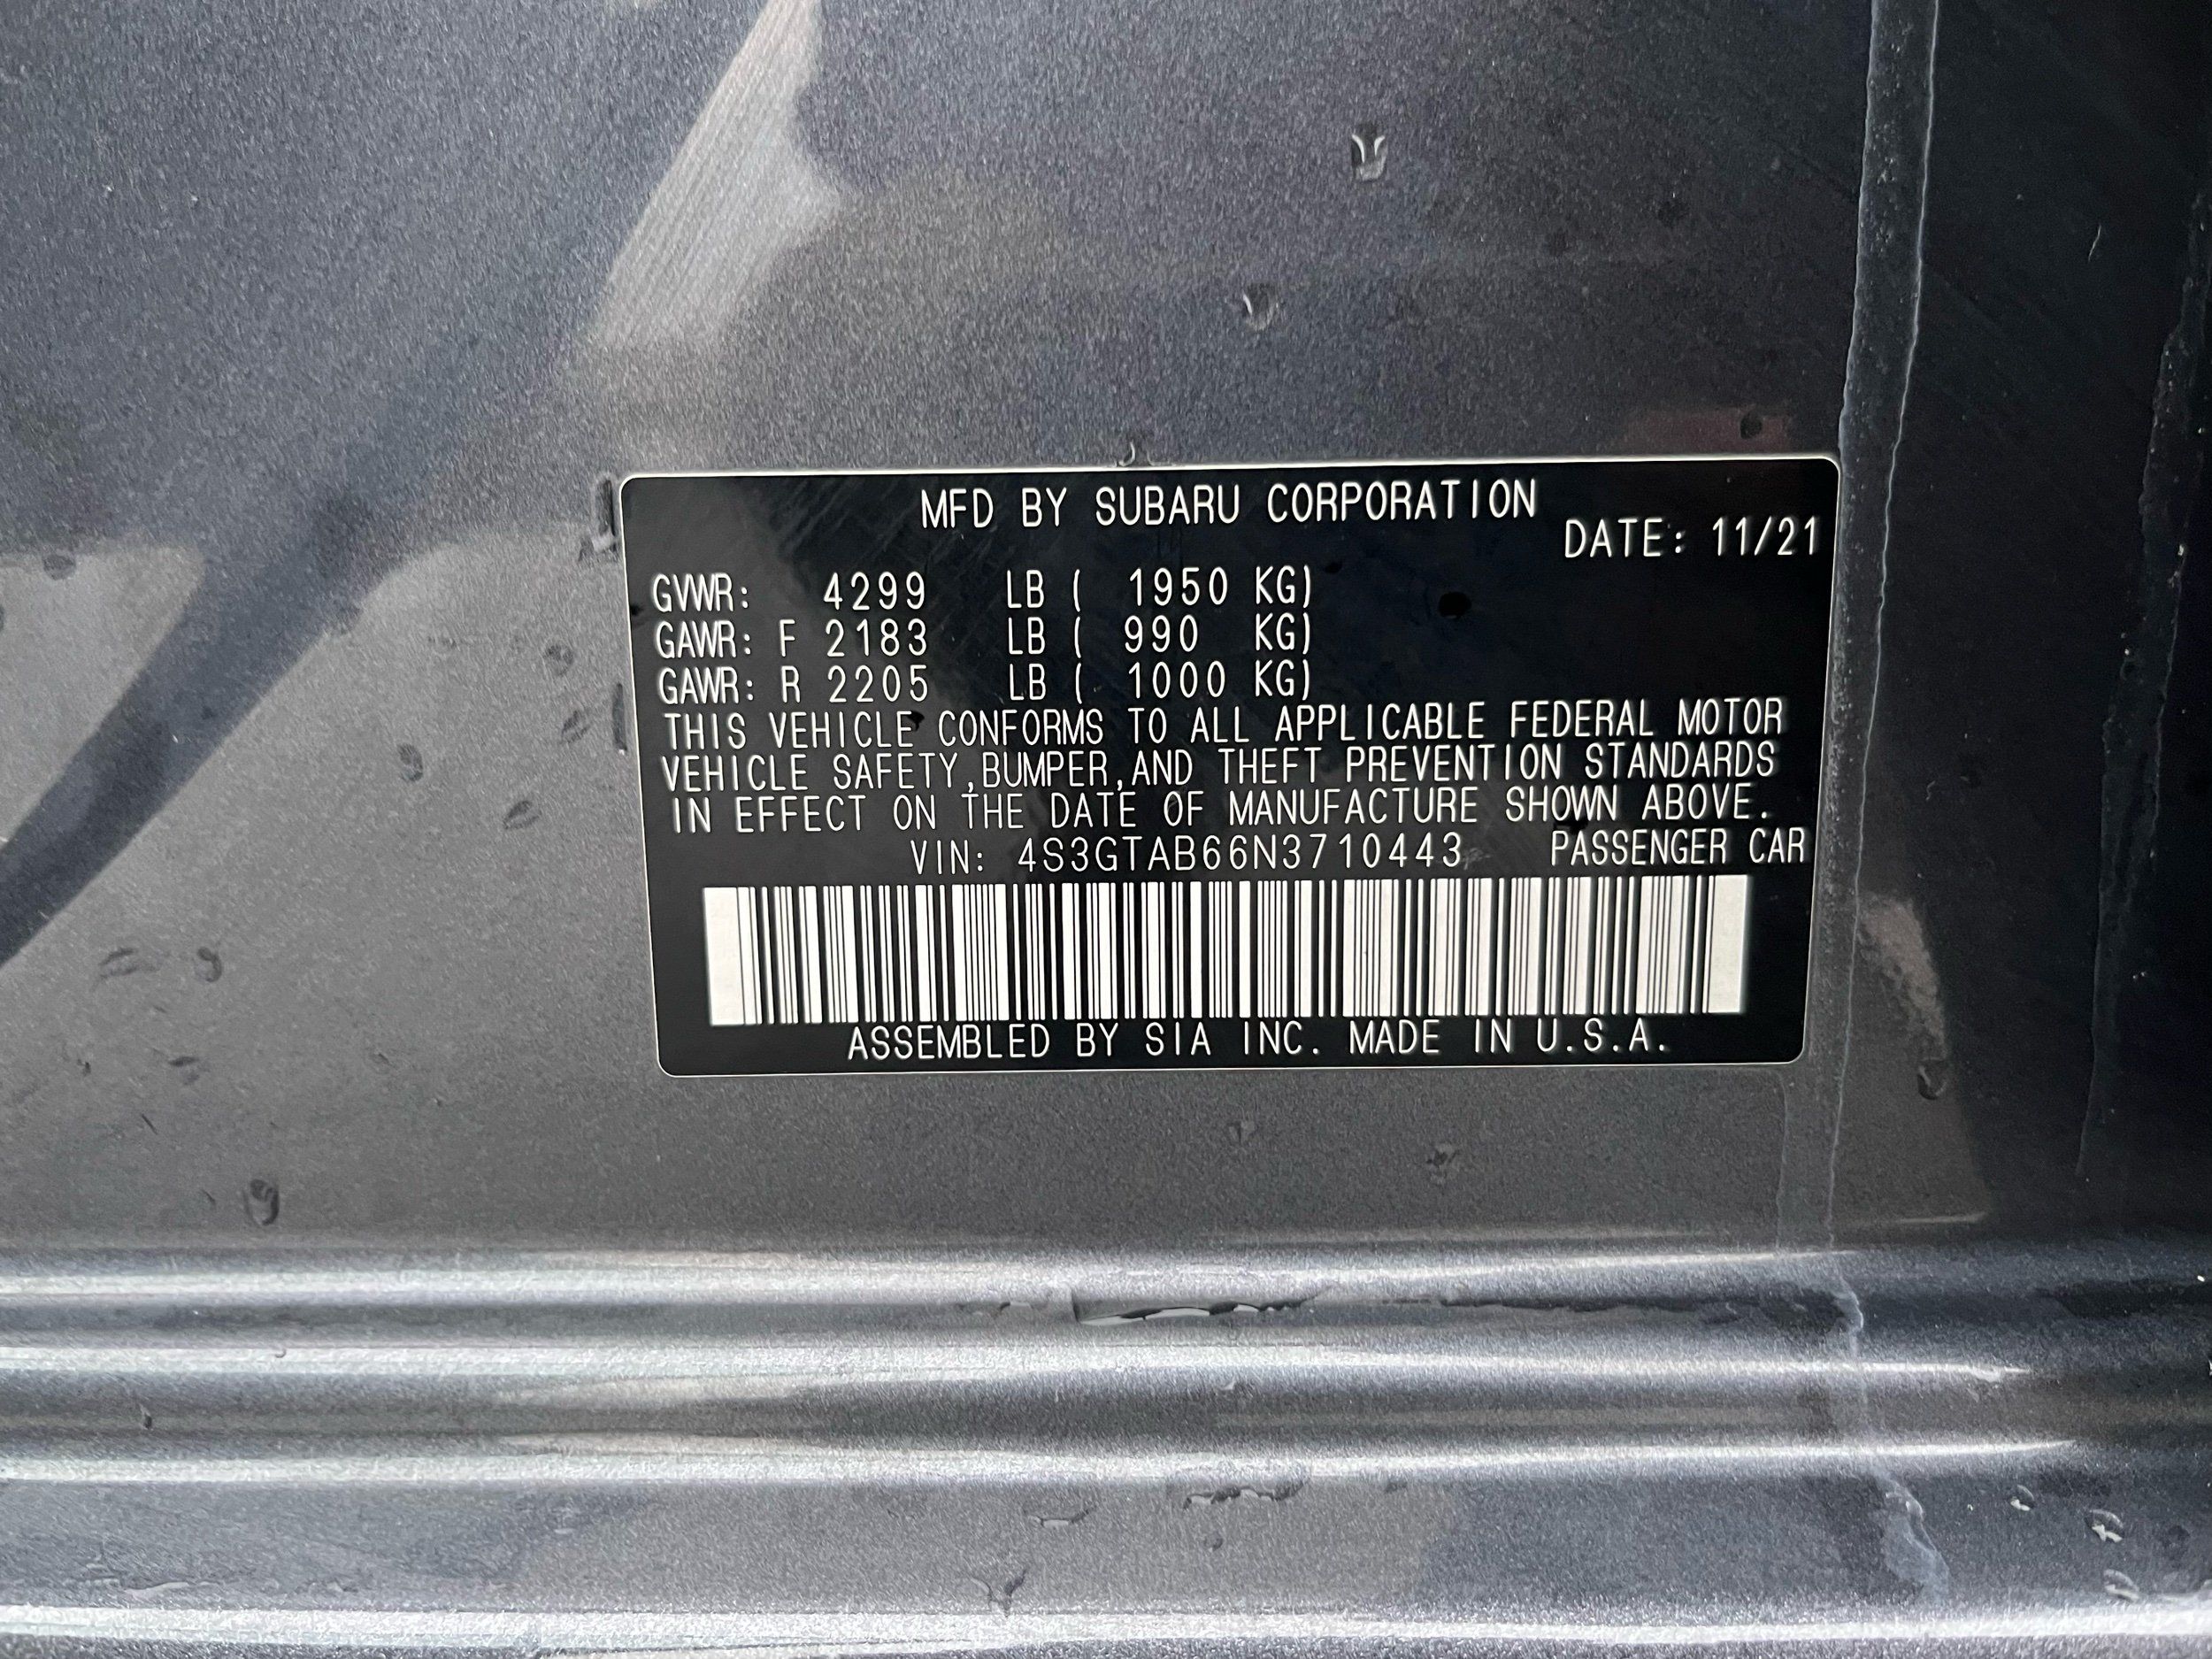 MFD BY SUBARU CORPORATION
DATE: 11/21
GVWR: 4299 LB ( 1950 KG)
GAWR: F 2183 LB ( 990 KG)
GAWR: R 2205 LB ( 1000 KG)
THIS VEHICLE CONFORMS TO ALL APPLICABLE FEDERAL MOTOR
VEHICLE SAFETY,BUMPER,AND THEFT PREVENTION STANDARDS
IN EFFECT ON THE DATE OF MANUFACTURE SHOWN ABOVE.
VIN: 4S3GTAB66N3710443 PASSENGER CAR
ASSEMBLED BY SIA INC. MADE IN U.S.A.